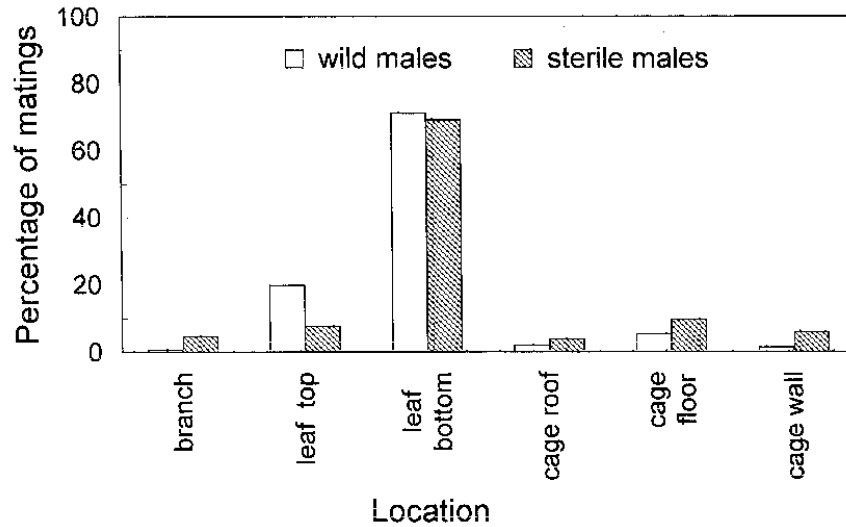 Percentage of matings
100
80
60
40
20
0
wild males
sterile males
branch
leaf top
leaf
bottom
cage roof
cage
floor
cage wall
Location